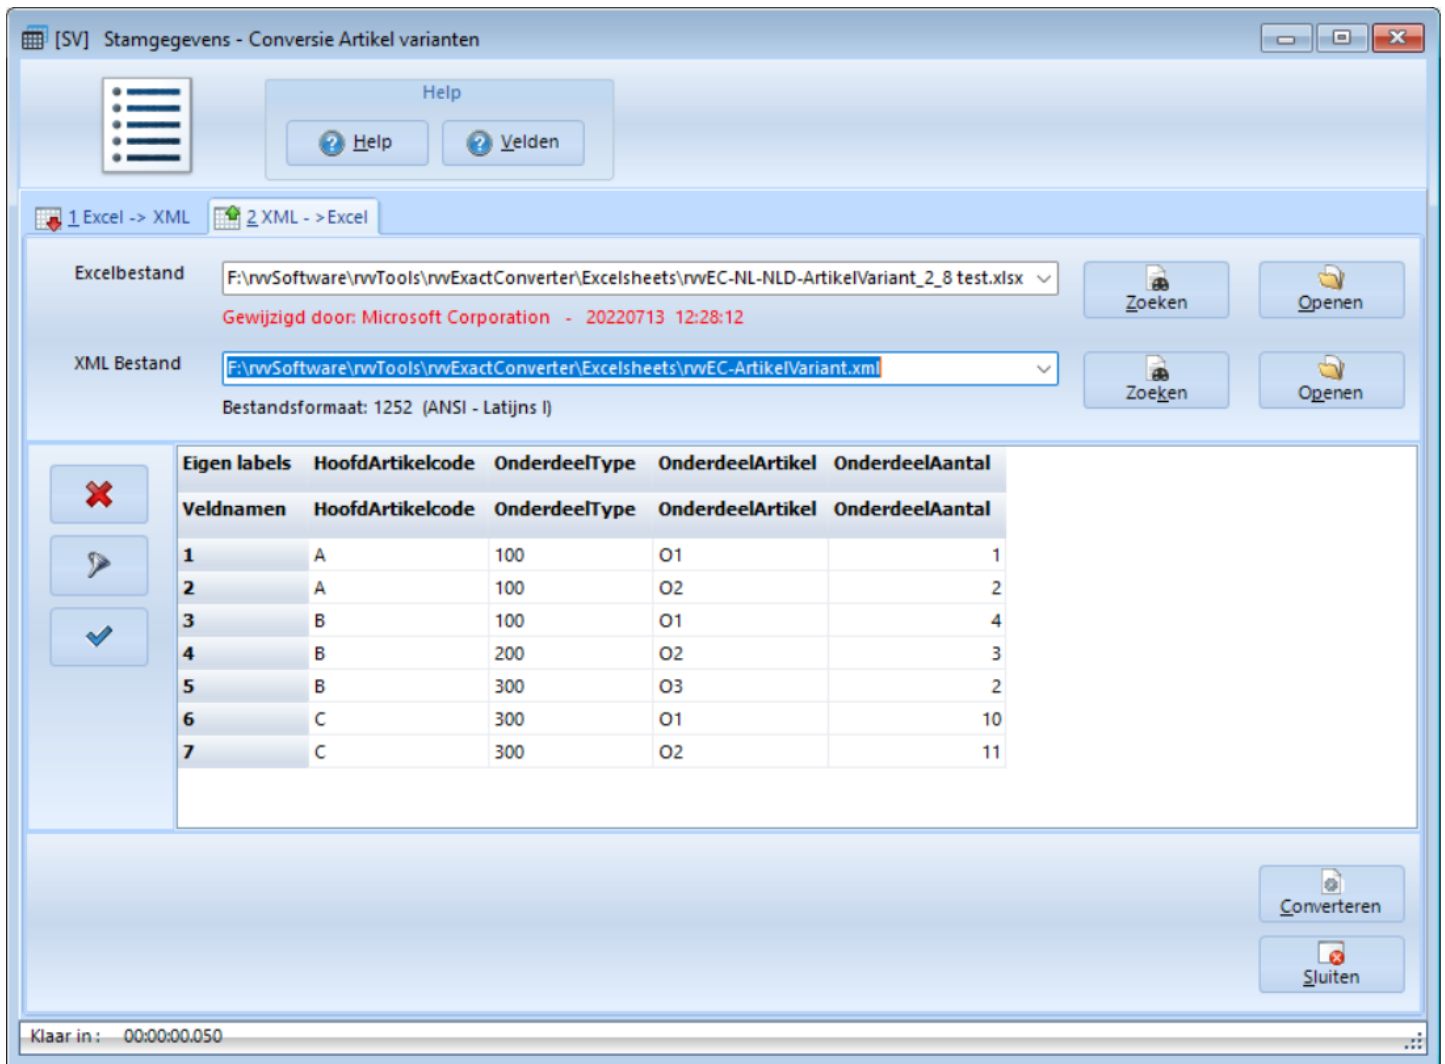 [SV] Stamgegevens - Conversie Artikel varianten
Help
Help Velden
1 Excel -> XML 2 XML - >Excel
Excelbestand F:\rvvSoftware\rvvTools\rvvExactConverter\Excelsheets\rvvEC-NL-NLD-ArtikelVariant_2_8 test.xlsx Zoeken Openen
Gewijzigd door: Microsoft Corporation - 20220713 12:28:12
XML Bestand F:\rvvSoftware\rvvTools\rvvExactConverter\Excelsheets\rvvEC-ArtikelVariant.xml Zoeken Openen
Bestandsformaat: 1252 (ANSI - Latijns I)
Eigen labels HoofdArtikelcode OnderdeelType OnderdeelArtikel OnderdeelAantal
Veldnamen HoofdArtikelcode OnderdeelType OnderdeelArtikel OnderdeelAantal
1 A 100 O1 1
2 A 100 O2 2
3 B 100 O1 4
4 B 200 O2 3
5 B 300 O3 2
6 C 300 O1 10
7 C 300 O2 11
Converteren
Sluiten
Klaar in : 00:00:00.050